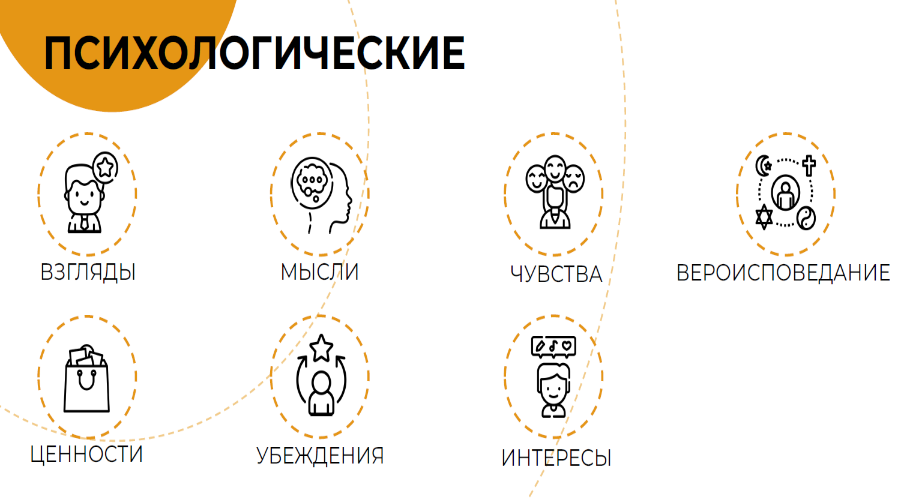 ПСИХОЛОГИЧЕСКИЕ
ВЗГЛЯДЫ
МЫСЛИ
ЧУВСТВА
ВЕРОИСПОВЕДАНИЕ
ЦЕННОСТИ
УБЕЖДЕНИЯ
ИНТЕРЕСЫ